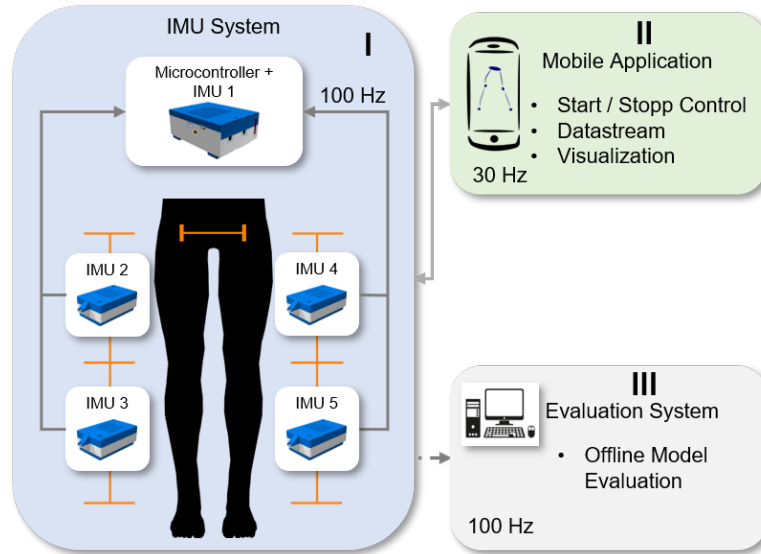 IMU System
I
Microcontroller +
IMU 1
100 Hz
IMU 2
IMU 4
IMU 3
IMU 5
II
Mobile Application
• Start / Stopp Control
• Datastream
• Visualization
30 Hz
III
Evaluation System
• Offline Model
Evaluation
100 Hz